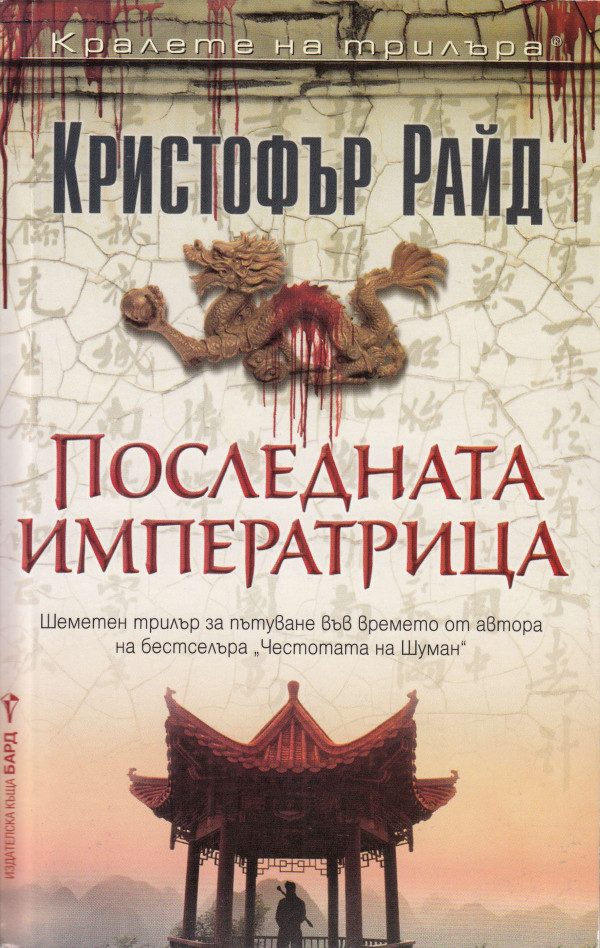 Кралете на трилъра®
Кристофър Райд
Последната
императрица
Шеметен трилър за пътуване във времето от автора
на бестселъра „Честотата на Шуман“
ИЗДАТЕЛСКА КЪЩА БАРД